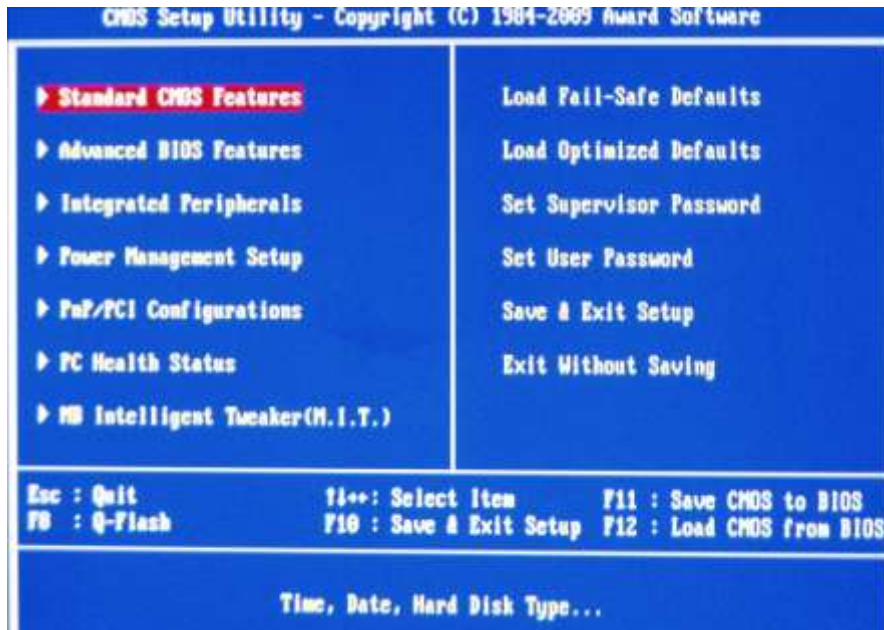 CMOS Setup Utility - Copyright (C) 1984-2009 Award Software
Standard CMOS Features
Advanced BIOS Features
Integrated Peripherals
Power Management Setup
PnP/PCI Configurations
PC Health Status
MB Intelligent Tweaker(M.I.T.)
Load Fail-Safe Defaults
Load Optimized Defaults
Set Supervisor Password
Set User Password
Save & Exit Setup
Exit Without Saving
Esc : Quit
F8 : Q-Flash
↑↓→←: Select Item
F10 : Save & Exit Setup
F11 : Save CMOS to BIOS
F12 : Load CMOS from BIOS
Time, Date, Hard Disk Type...